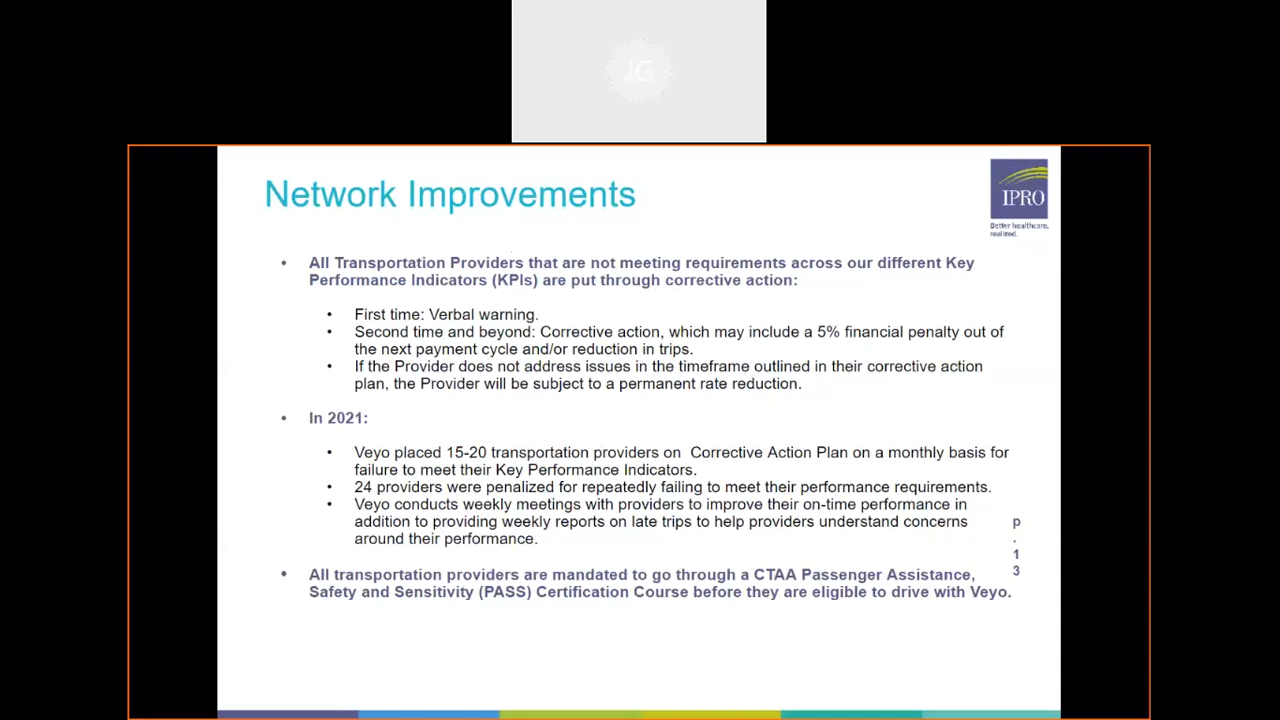 JG
Network Improvements
IPRO
Better healthcare,
realized.
• All Transportation Providers that are not meeting requirements across our different Key
Performance Indicators (KPIs) are put through corrective action:
• First time: Verbal warning.
• Second time and beyond: Corrective action, which may include a 5% financial penalty out of
the next payment cycle and/or reduction in trips.
• If the Provider does not address issues in the timeframe outlined in their corrective action
plan, the Provider will be subject to a permanent rate reduction.
• In 2021:
• Veyo placed 15-20 transportation providers on Corrective Action Plan on a monthly basis for
failure to meet their Key Performance Indicators.
• 24 providers were penalized for repeatedly failing to meet their performance requirements.
• Veyo conducts weekly meetings with providers to improve their on-time performance in
addition to providing weekly reports on late trips to help providers understand concerns
around their performance.
• All transportation providers are mandated to go through a CTAA Passenger Assistance,
Safety and Sensitivity (PASS) Certification Course before they are eligible to drive with Veyo.
p
.
1
3